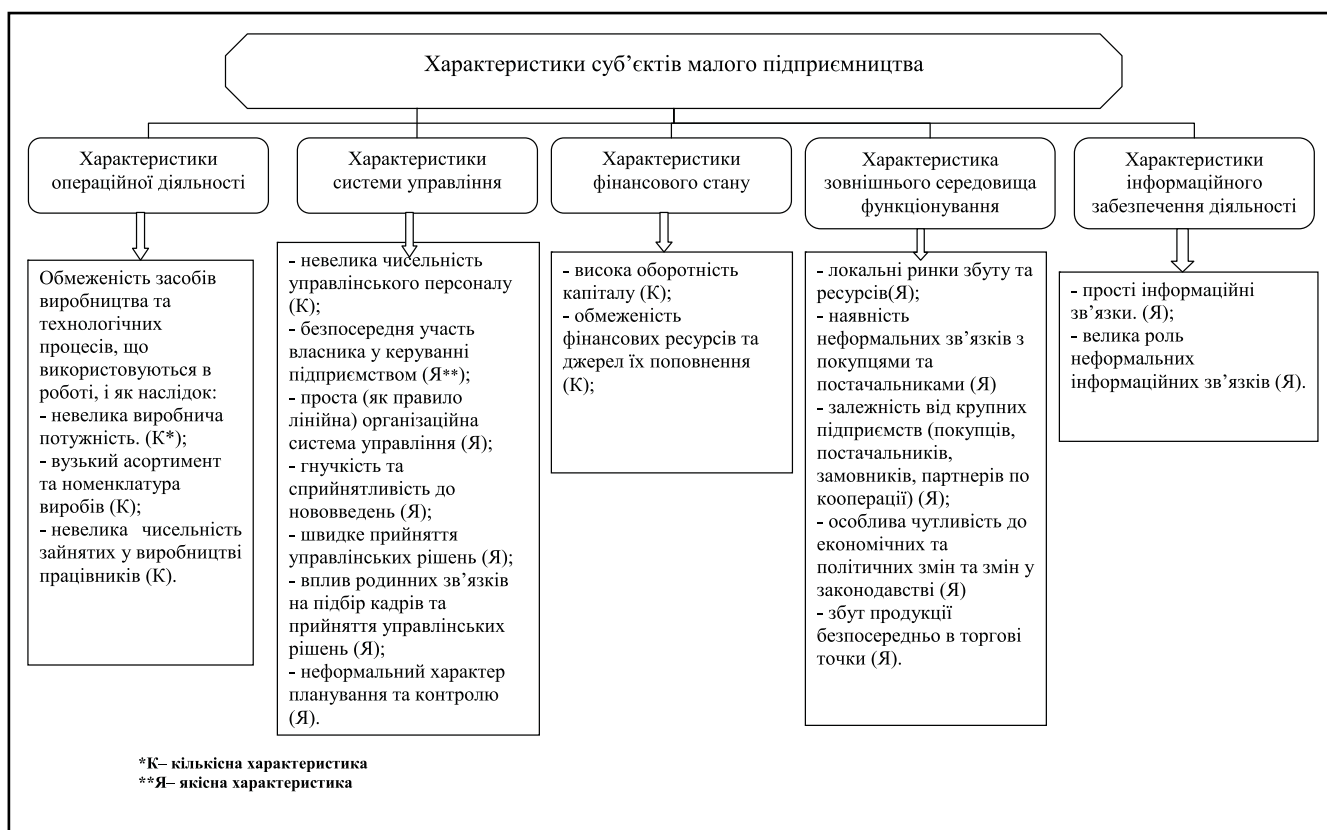 Характеристики суб’єктів малого підприємництва
Характеристики
операційної діяльності
Характеристики
системи управління
Характеристики
фінансового стану
Характеристика
зовнішнього середовища
функціонування
Характеристики
інформаційного
забезпечення діяльності
Обмеженість засобів
виробництва та
технологічних
процесів, що
використовуються в
роботі, і як наслідок:
- невелика виробнича
потужність. (К*);
- вузький асортимент
та номенклатура
виробів (К);
- невелика чисельність
зайнятих у виробництві
працівників (К).
- невелика чисельність
управлінського персоналу
(К);
- безпосередня участь
власника у керуванні
підприємством (Я**);
- проста (як правило
лінійна) організаційна
система управління (Я);
- гнучкість та
сприйнятливість до
нововведень (Я);
- швидке прийняття
управлінських рішень (Я);
- вплив родинних зв’язків
на підбір кадрів та
прийняття управлінських
рішень (Я);
- неформальний характер
планування та контролю
(Я).
- висока оборотність
капіталу (К);
- обмеженість
фінансових ресурсів та
джерел їх поповнення
(К);
- локальні ринки збуту та
ресурсів(Я);
- наявність
неформальних зв’язків з
покупцями та
постачальниками (Я)
- залежність від крупних
підприємств (покупців,
постачальників,
замовників, партнерів по
кооперації) (Я);
- особлива чутливість до
економічних та
політичних змін та змін у
законодавстві (Я)
- збут продукції
безпосередньо в торгові
точки (Я).
- прості інформаційні
зв’язки. (Я);
- велика роль
неформальних
інформаційних зв’язків (Я).
*К– кількісна характеристика
**Я– якісна характеристика